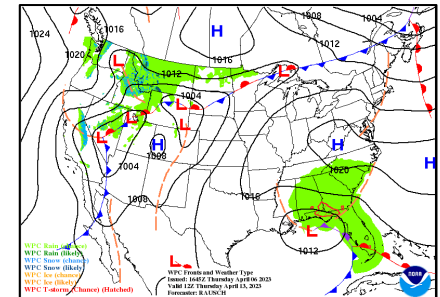 1016
1008
1004
1024
H
1012
1020
L
1016
L
1012
1004
L L
L
L
L
H
1008
H
1020
1004
1008
1016
L
1012
L
WPC Rain (chance)
WPC Rain (likely)
WPC Snow (chance)
WPC Snow (likely)
WPC Ice (chance)
WPC Ice (likely)
WPC T-storm (Chance) (Hatched)
WPC Fronts and Weather Type
Issued: 1645Z Thursday April 06 2023
Valid 12Z Thursday April 13, 2023
Forecaster: RAUSCH
NOAA